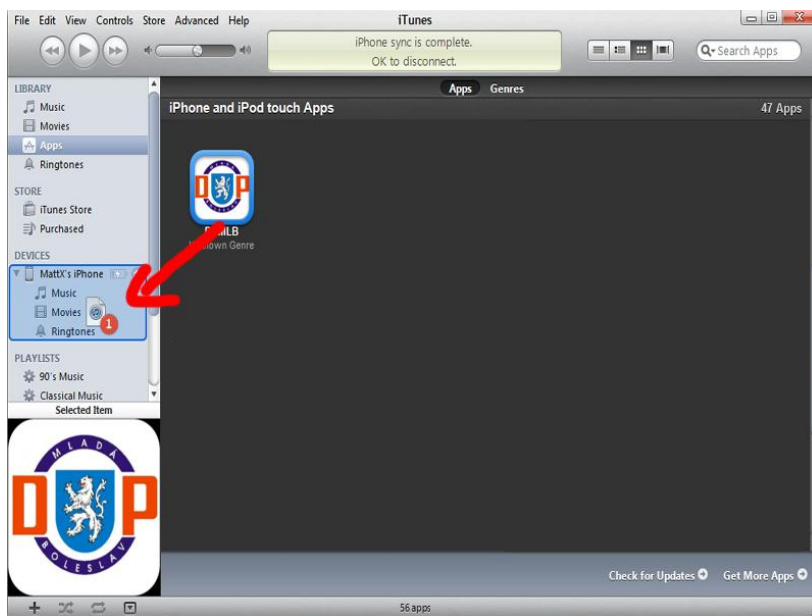 File Edit View Controls Store Advanced Help
iTunes
iPhone sync is complete.
OK to disconnect.
Search Apps
LIBRARY
Music
Movies
Apps
Ringtones
STORE
iTunes Store
Purchased
DEVICES
MattX's iPhone
Music
Movies
1
Ringtones
PLAYLISTS
90's Music
Classical Music
Selected Item
MLADÁ
DP
BOLESLAV
Apps Genres
iPhone and iPod touch Apps
47 Apps
DP
MLB
Genre
Check for Updates
Get More Apps
56 apps